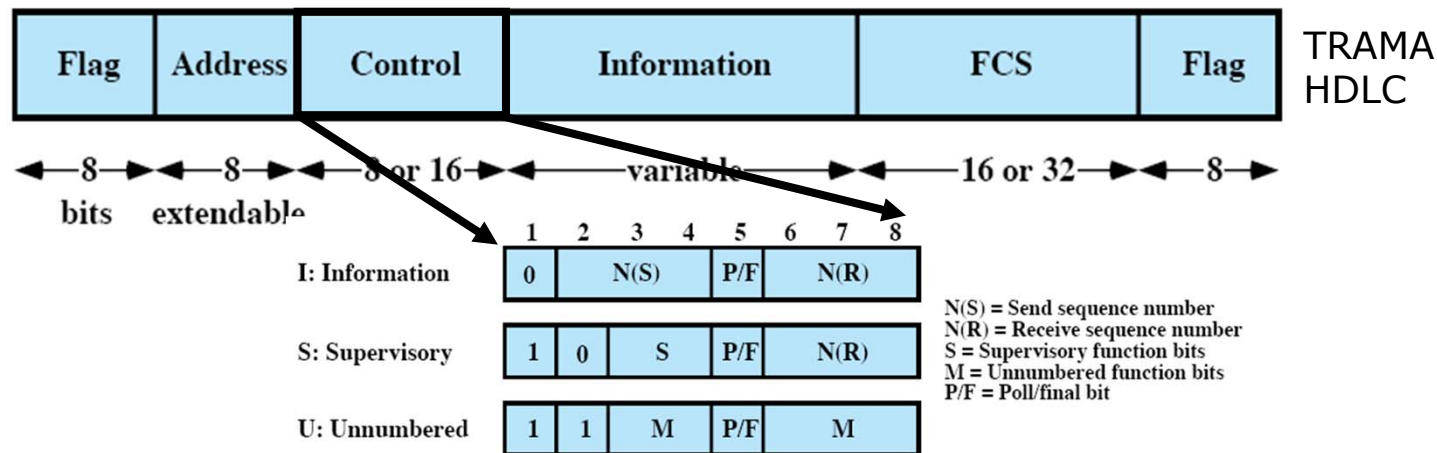 Flag Address Control Information FCS Flag
TRAMA
HDLC
8 8 8 or 16 variable 16 or 32 8
bits extendable
1 2 3 4 5 6 7 8
I: Information 0 N(S) P/F N(R)
S: Supervisory 1 0 S P/F N(R)
U: Unnumbered 1 1 M P/F M
N(S) = Send sequence number
N(R) = Receive sequence number
S = Supervisory function bits
M = Unnumbered function bits
P/F = Poll/final bit